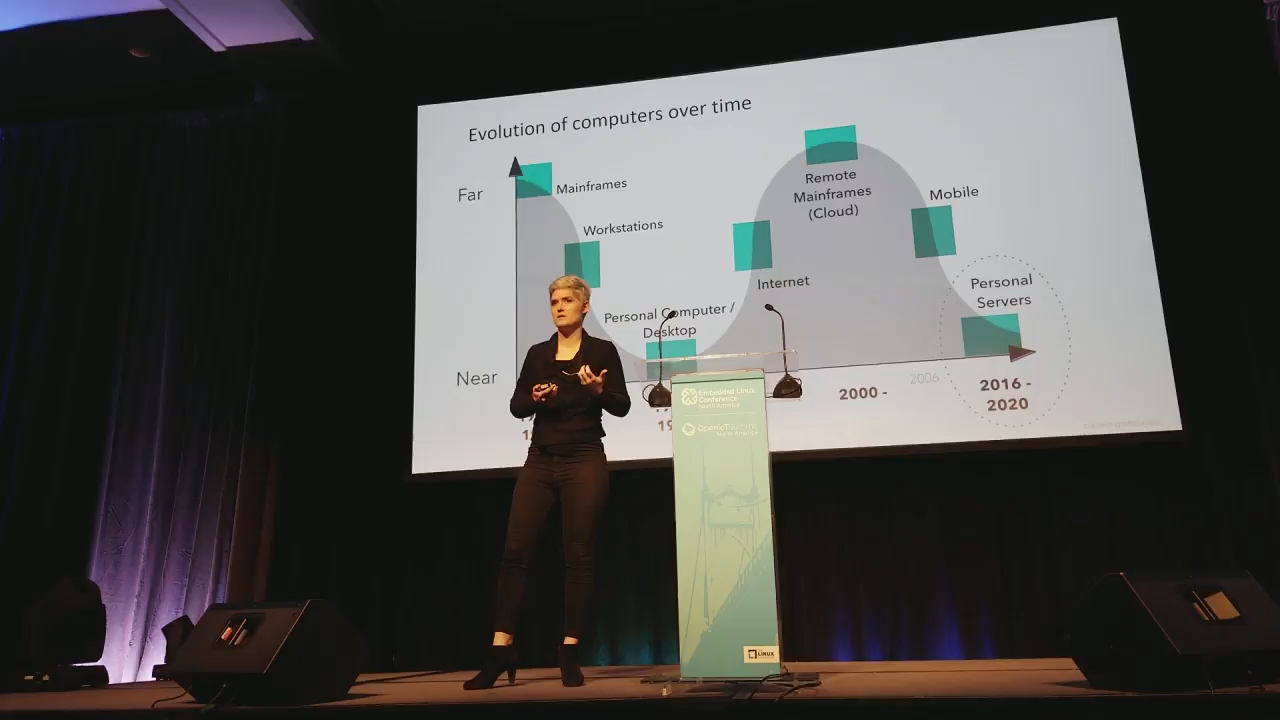 Evolution of computers over time
Far
Mainframes
Workstations
Personal Computer /
Desktop
Near
Internet
Remote
Mainframes
(Cloud)
Mobile
Personal
Servers
2000 -
2006
2016 -
2020
Embedded Linux
Conference
North America
OpenIoT Summit
North America
LINUX